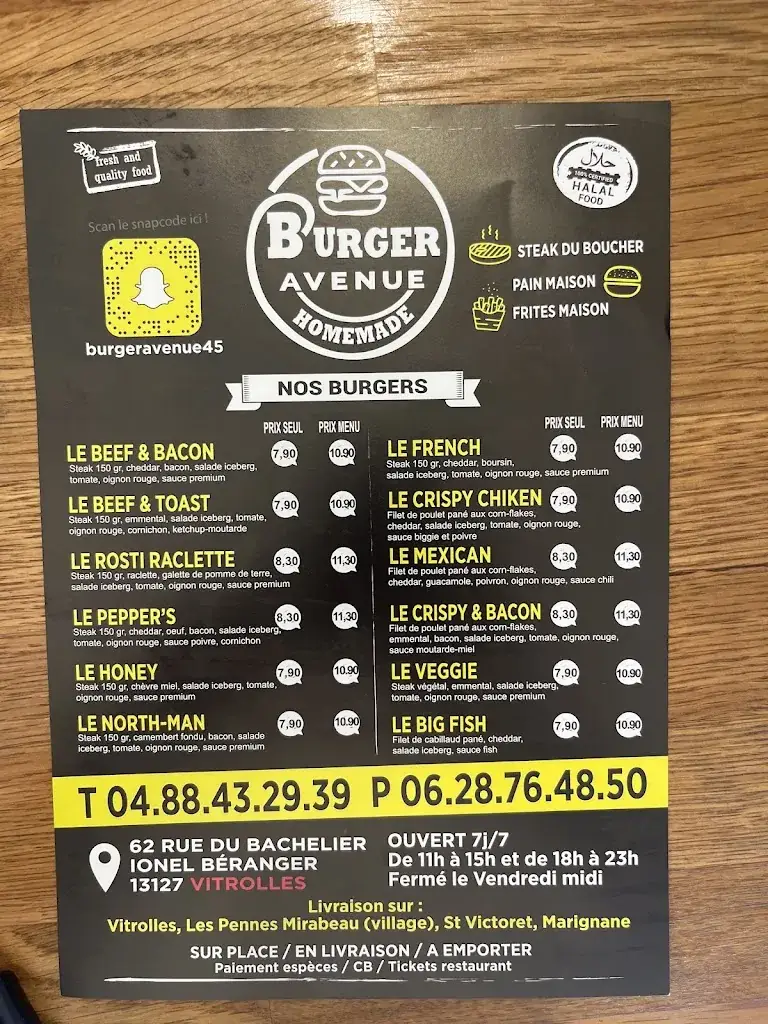 fresh and
quality food
Scan le snapcode ici !
burgeravenue45
BURGER
AVENUE
HOMEMADE
حلال
100% CERTIFIED
HALAL
FOOD
STEAK DU BOUCHER
PAIN MAISON
FRITES MAISON
NOS BURGERS
PRIX SEUL PRIX MENU
LE BEEF & BACON 7,90 10.90
Steak 150 gr, cheddar, bacon, salade iceberg,
tomate, oignon rouge, sauce premium
LE BEEF & TOAST 7,90 10.90
Steak 150 gr, emmental, salade iceberg, tomate,
oignon rouge, cornichon, ketchup-moutarde
LE ROSTI RACLETTE 8,30 11,30
Steak 150 gr, raclette, galette de pomme de terre,
salade iceberg, tomate, oignon rouge, sauce premium
LE PEPPER'S 8,30 11,30
Steak 150 gr, cheddar, oeuf, bacon, salade iceberg,
tomate, oignon rouge, sauce poivre, cornichon
LE HONEY 7,90 10.90
Steak 150 gr, chèvre miel, salade iceberg, tomate,
oignon rouge, sauce premium
LE NORTH-MAN 7,90 10.90
Steak 150 gr, camembert fondu, bacon, salade
iceberg, tomate, oignon rouge, sauce premium
PRIX SEUL PRIX MENU
LE FRENCH 7,90 10.90
Steak 150 gr, cheddar, boursin,
salade iceberg, tomate, oignon rouge, sauce premium
LE CRISPY CHIKEN 7,90 10.90
Filet de poulet pané aux corn-flakes,
cheddar, salade iceberg, tomate, oignon rouge,
sauce biggie et poivre
LE MEXICAN 8,30 11,30
Filet de poulet pané aux corn-flakes,
cheddar, guacamole, poivron, oignon rouge, sauce chili
LE CRISPY & BACON 8,30 11,30
Filet de poulet pané aux corn-flakes,
emmental, bacon, salade iceberg, tomate, oignon rouge,
sauce moutarde-miel
LE VEGGIE 7,90 10.90
Steak végétal, emmental, salade iceberg,
tomate, oignon rouge, sauce premium
LE BIG FISH 7,90 10.90
Filet de cabillaud pané, cheddar,
salade iceberg, sauce fish
T 04.88.43.29.39 P 06.28.76.48.50
62 RUE DU BACHELIER
IONEL BÉRANGER
13127 VITROLLES
OUVERT 7j/7
De 11h à 15h et de 18h à 23h
Fermé le Vendredi midi
Livraison sur :
Vitrolles, Les Pennes Mirabeau (village), St Victoret, Marignane
SUR PLACE / EN LIVRAISON / A EMPORTER
Paiement espèces / CB / Tickets restaurant